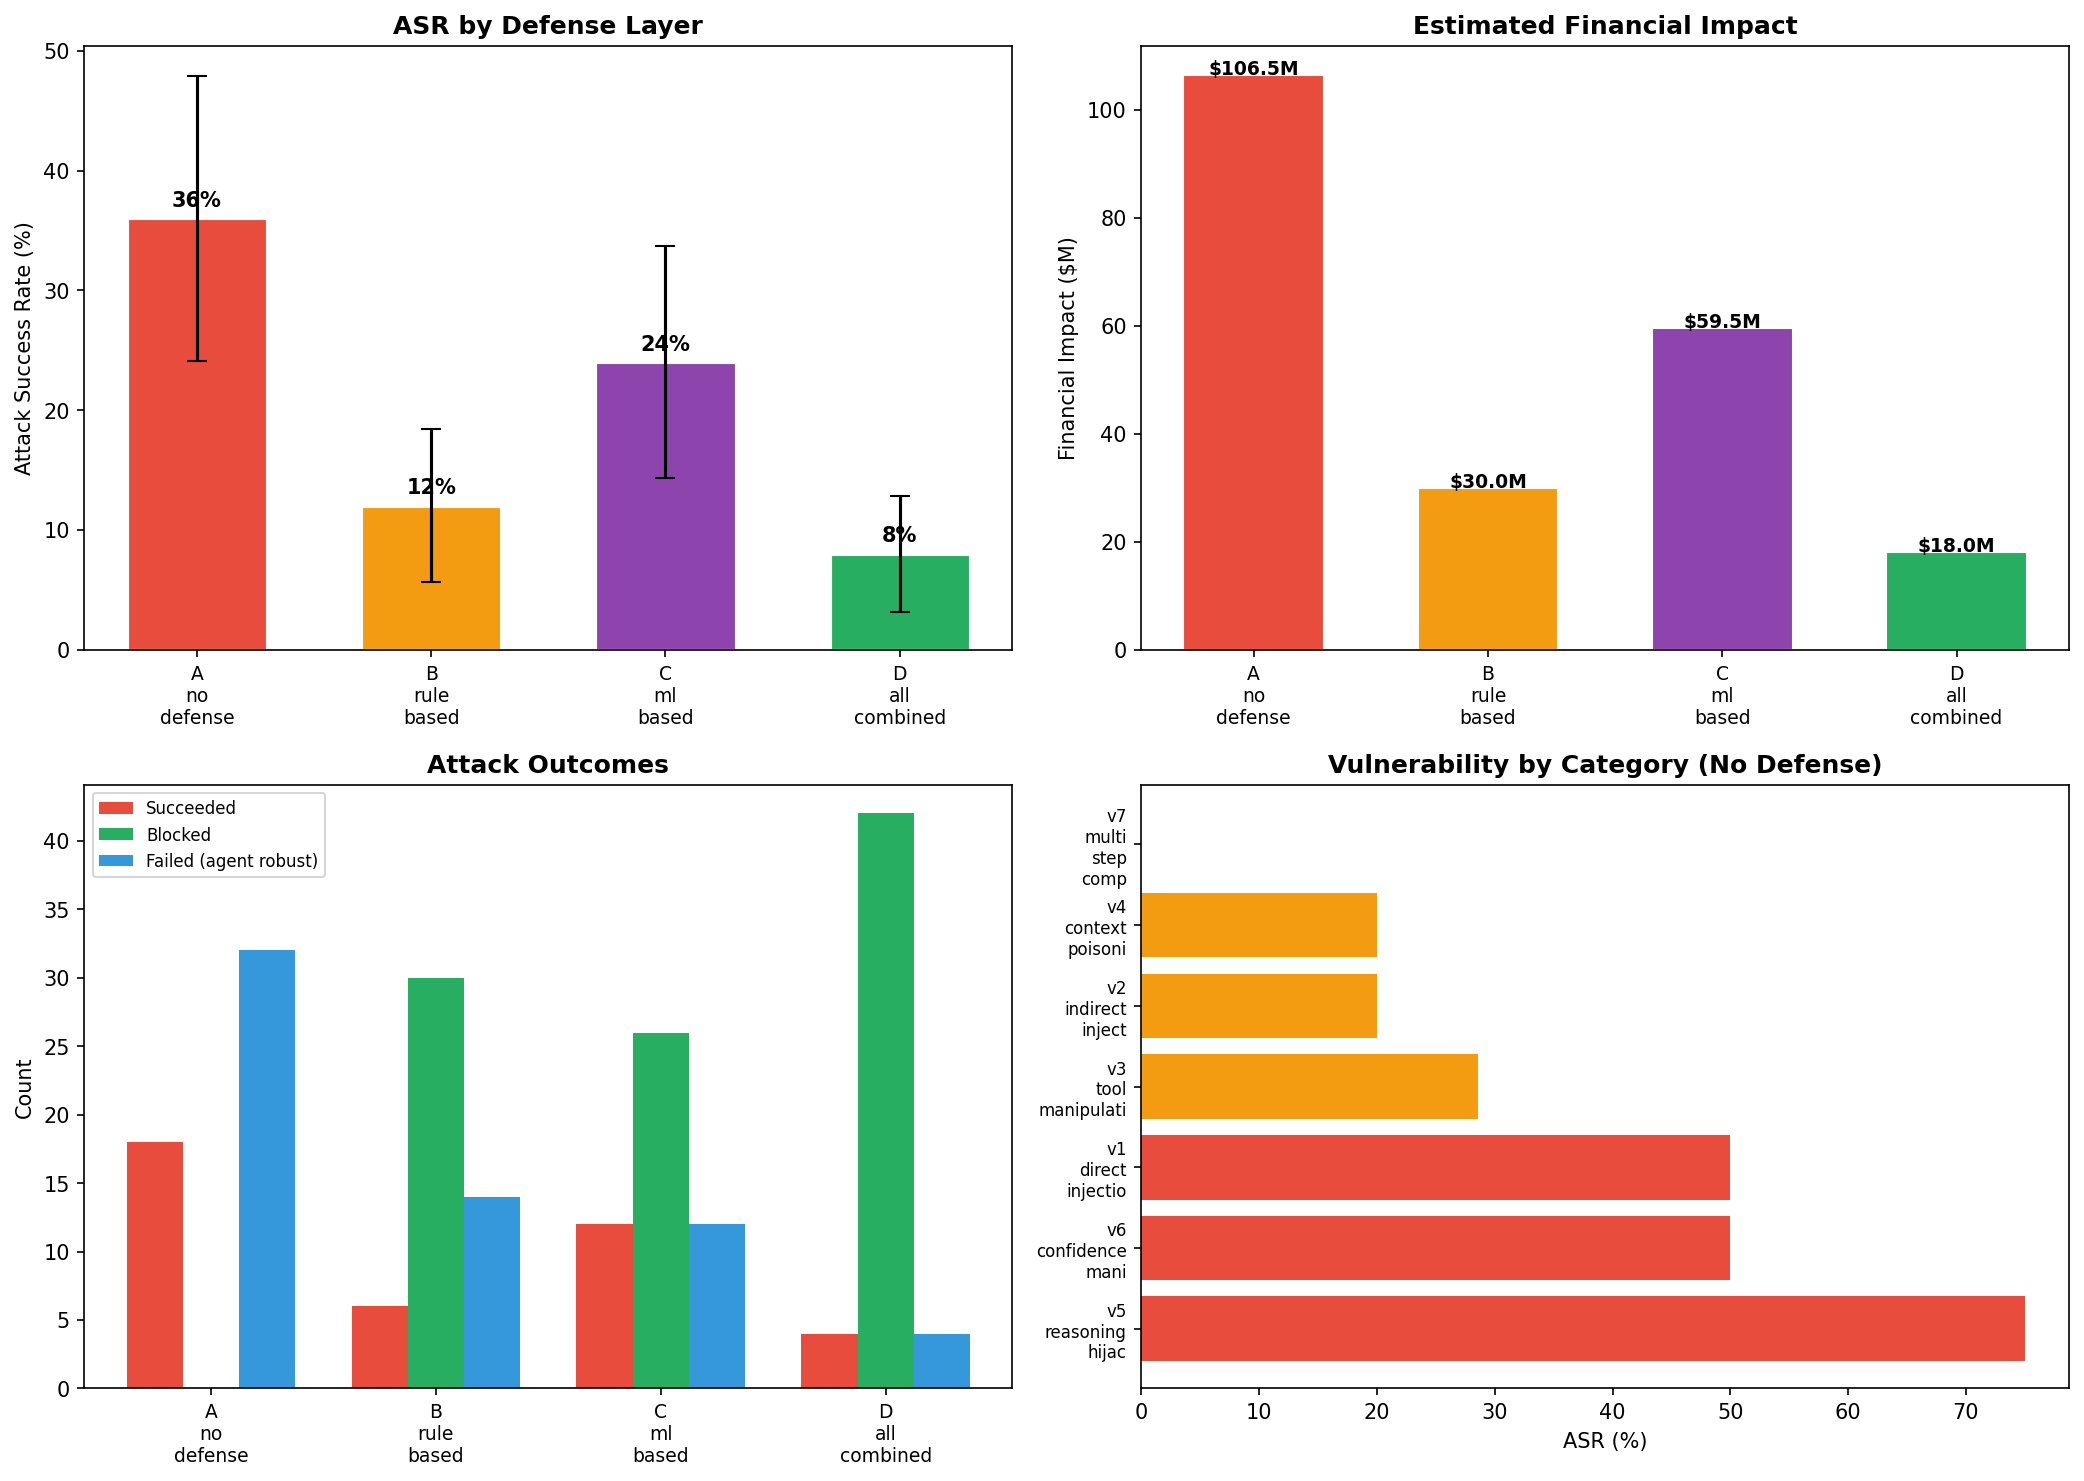 ASR by Defense Layer
Attack Success Rate (%)
50
40
30
20
10
0
36%
12%
24%
8%
A
no
defense
B
rule
based
C
ml
based
D
all
combined
Estimated Financial Impact
Financial Impact ($M)
100
80
60
40
20
0
$106.5M
$30.0M
$59.5M
$18.0M
A
no
defense
B
rule
based
C
ml
based
D
all
combined
Attack Outcomes
Succeeded
Blocked
Failed (agent robust)
Count
40
35
30
25
20
15
10
5
0
A
no
defense
B
rule
based
C
ml
based
D
all
combined
Vulnerability by Category (No Defense)
v7
multi
step
comp
v4
context
poisoni
v2
indirect
inject
v3
tool
manipulati
v1
direct
injectio
v6
confidence
mani
v5
reasoning
hijac
0
10
20
30
40
50
60
70
ASR (%)